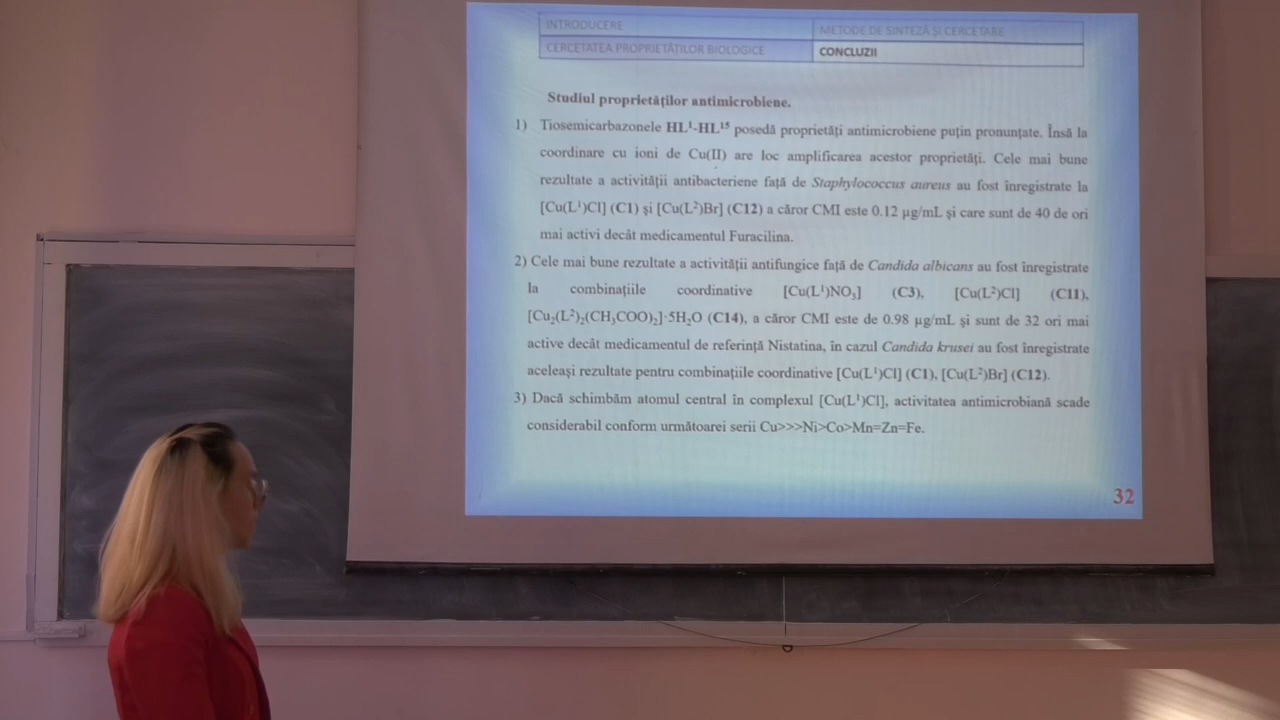 INTRODUCERE
METODE DE SINTEZĂ ȘI CERCETARE
CERCETATEA PROPRIETĂȚILOR BIOLOGICE
CONCLUZII
Studiul proprietăților antimicrobiene.
1) Tiosemicarbazonele HL¹-HL¹⁵ posedă proprietăți antimicrobiene puțin pronunțate. Însă la
coordinare cu ioni de Cu(II) are loc amplificarea acestor proprietăți. Cele mai bune
rezultate a activității antibacteriene față de Staphylococcus aureus au fost înregistrate la
[Cu(L¹)Cl] (C1) și [Cu(L²)Br] (C12) a căror CMI este 0.12 µg/mL și care sunt de 40 de ori
mai activi decât medicamentul Furacilina.
2) Cele mai bune rezultate a activității antifungice față de Candida albicans au fost înregistrate
la combinațiile coordinative [Cu(L¹)NO₃] (C3), [Cu(L²)Cl] (C11),
[Cu₂(L²)₂(CH₃COO)₂]·5H₂O (C14), a căror CMI este de 0.98 µg/mL și sunt de 32 ori mai
active decât medicamentul de referință Nistatina, în cazul Candida krusei au fost înregistrate
aceleași rezultate pentru combinațiile coordinative [Cu(L¹)Cl] (C1), [Cu(L²)Br] (C12).
3) Dacă schimbăm atomul central în complexul [Cu(L¹)Cl], activitatea antimicrobiană scade
considerabil conform următoarei serii Cu>>>Ni>Co>Mn=Zn=Fe.
32